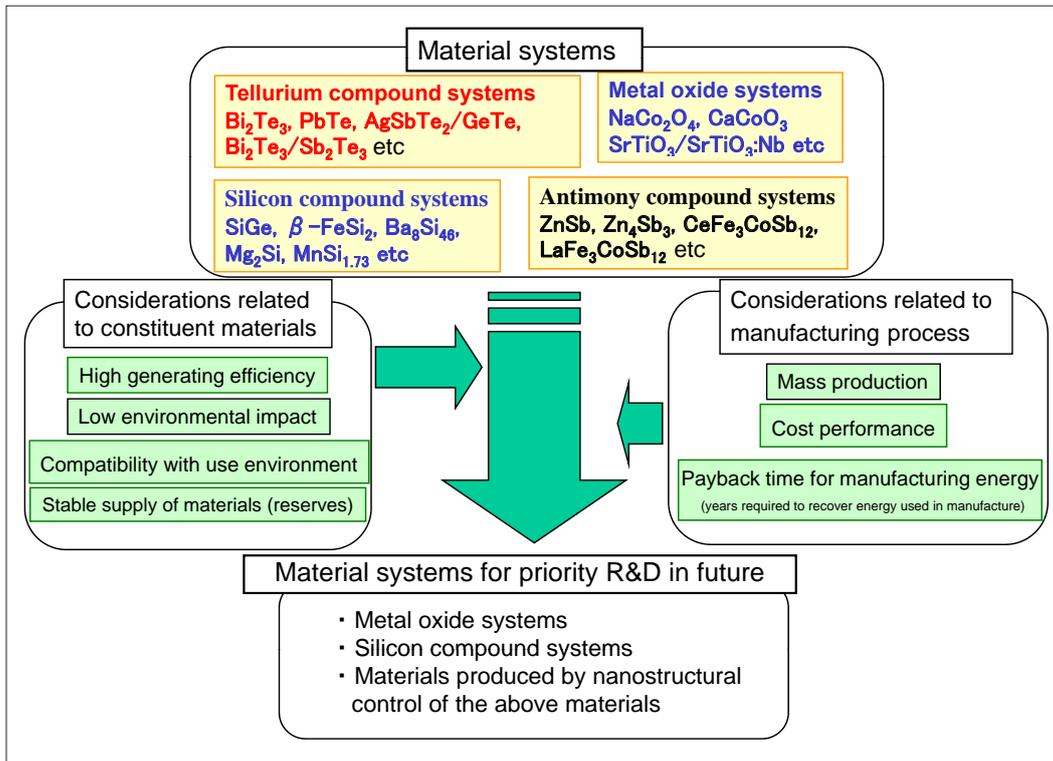 Material systems
Tellurium compound systems
Bi₂Te₃, PbTe, AgSbTe₂/GeTe,
Bi₂Te₃/Sb₂Te₃ etc
Metal oxide systems
NaCo₂O₄, CaCoO₃
SrTiO₃/SrTiO₃:Nb etc
Silicon compound systems
SiGe, β-FeSi₂, Ba₈Si₄₆,
Mg₂Si, MnSi₁.₇₃ etc
Antimony compound systems
ZnSb, Zn₄Sb₃, CeFe₃CoSb₁₂,
LaFe₃CoSb₁₂ etc
Considerations related
to constituent materials
High generating efficiency
Low environmental impact
Compatibility with use environment
Stable supply of materials (reserves)
Considerations related to
manufacturing process
Mass production
Cost performance
Payback time for manufacturing energy
(years required to recover energy used in manufacture)
Material systems for priority R&D in future
・Metal oxide systems
・Silicon compound systems
・Materials produced by nanostructural
control of the above materials